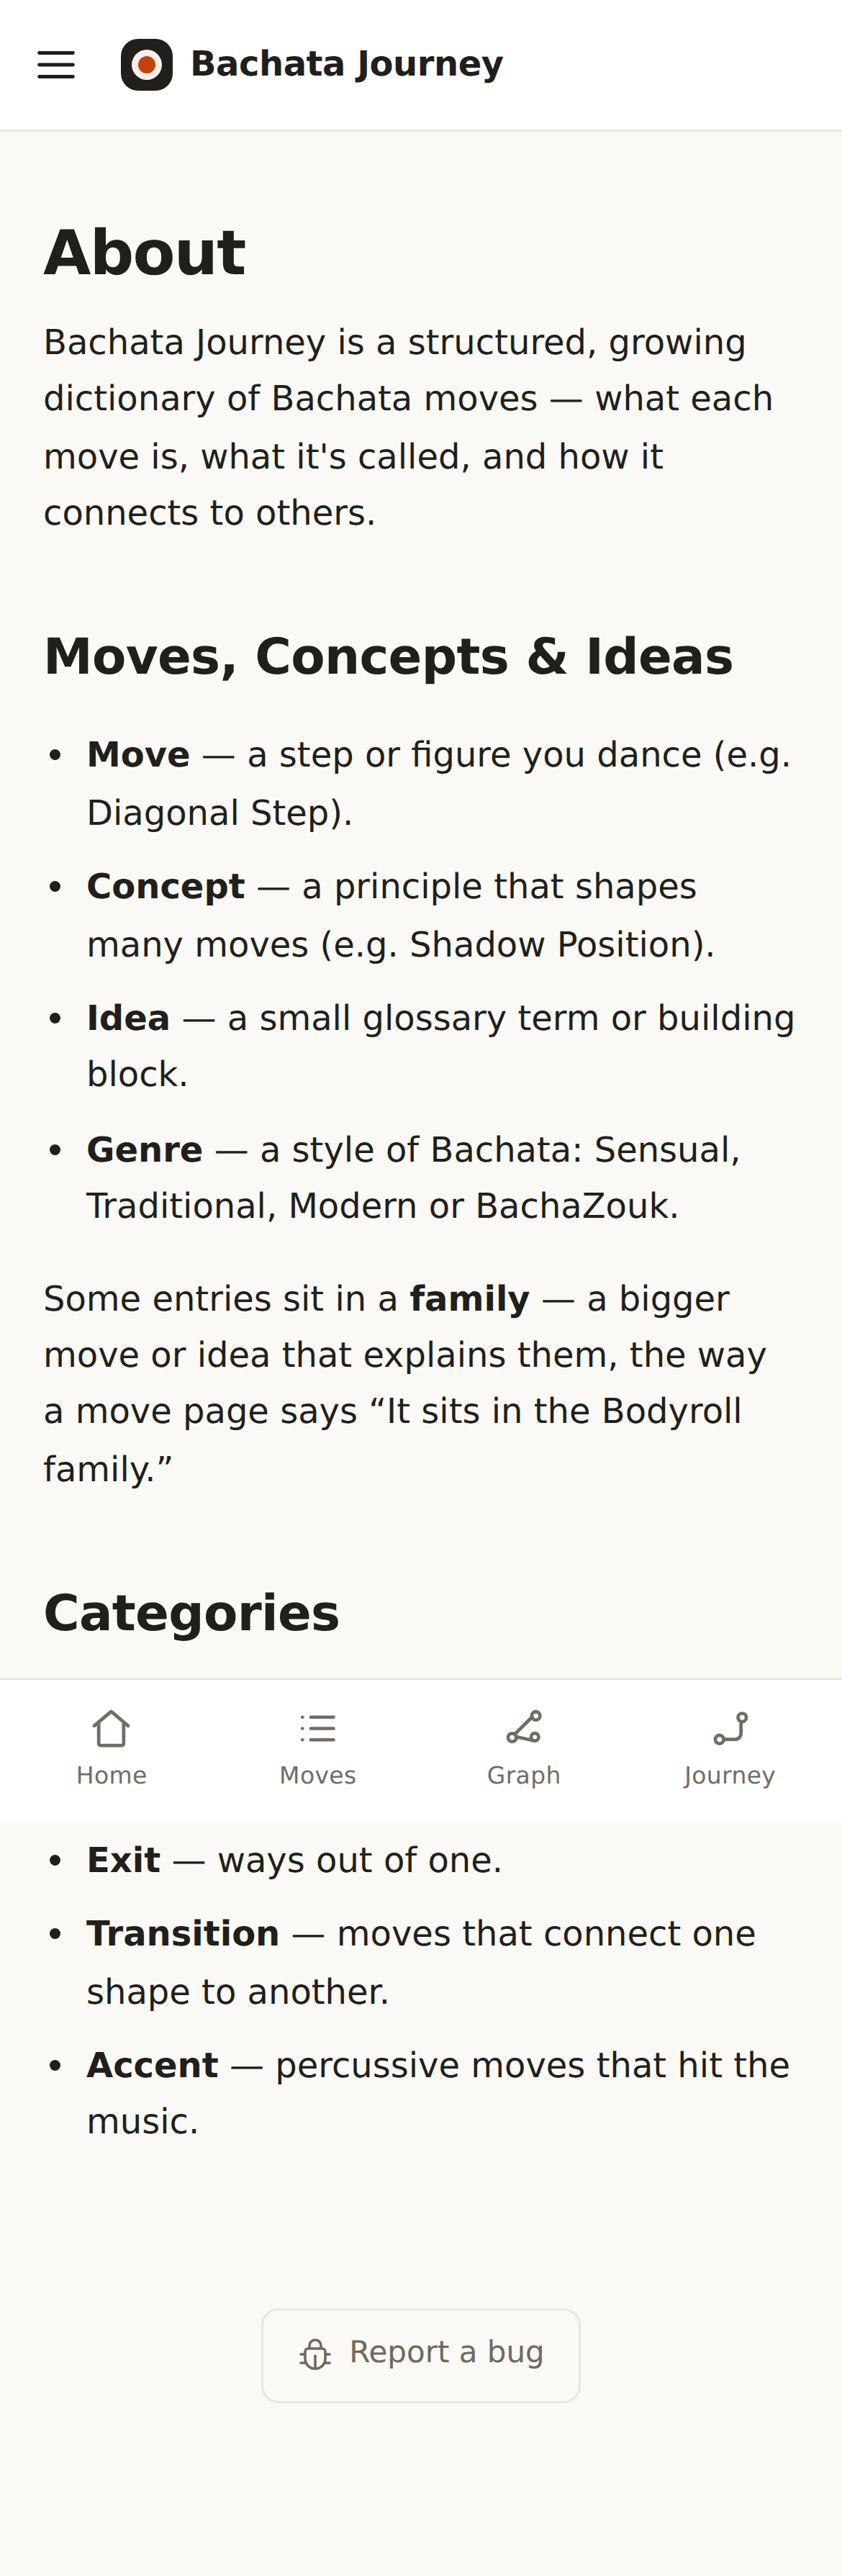 Bachata Journey
About
Bachata Journey is a structured, growing
dictionary of Bachata moves — what each
move is, what it's called, and how it
connects to others.
Moves, Concepts & Ideas
• Move — a step or figure you dance (e.g.
Diagonal Step).
• Concept — a principle that shapes
many moves (e.g. Shadow Position).
• Idea — a small glossary term or building
block.
• Genre — a style of Bachata: Sensual,
Traditional, Modern or BachaZouk.
Some entries sit in a family — a bigger
move or idea that explains them, the way
a move page says “It sits in the Bodyroll
family.”
Categories
Home
Moves
Graph
Journey
• Exit — ways out of one.
• Transition — moves that connect one
shape to another.
• Accent — percussive moves that hit the
music.
Report a bug